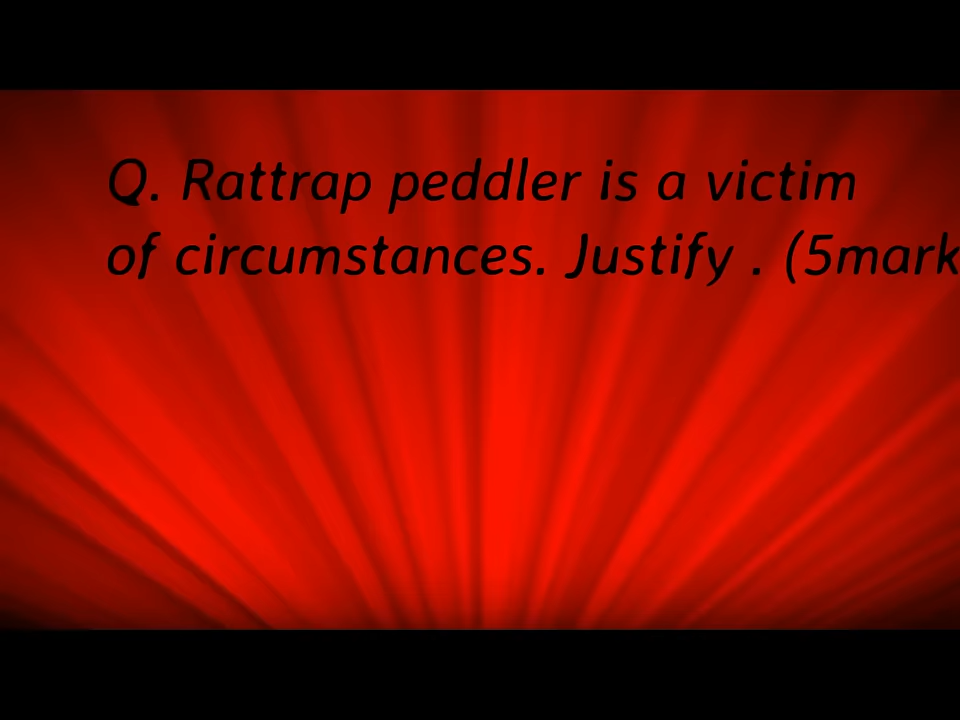 Q. Rattrap peddler is a victim
of circumstances. Justify . (5mark